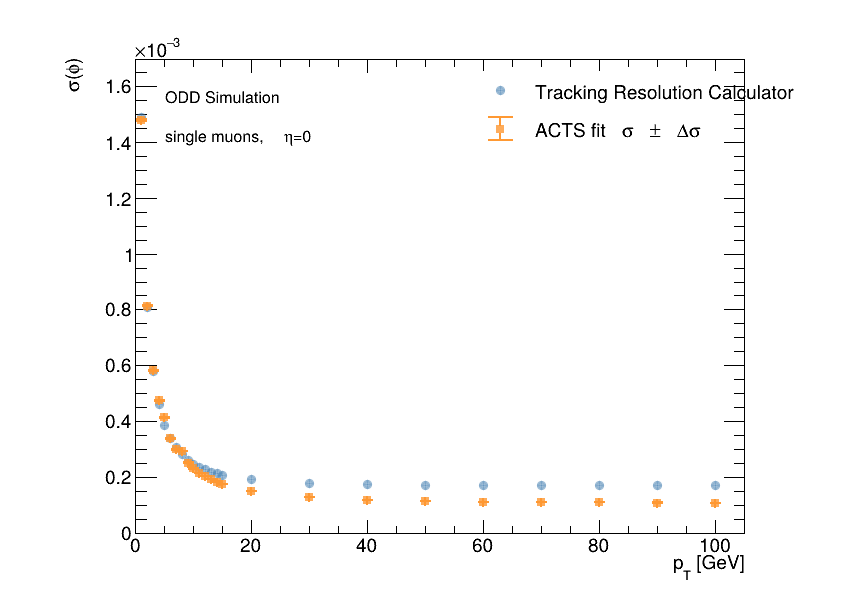 ×10⁻³
σ(φ)
ODD Simulation
single muons, η=0
Tracking Resolution Calculator
ACTS fit σ ± Δσ
1.6
1.4
1.2
1
0.8
0.6
0.4
0.2
0
0 20 40 60 80 100
p_T [GeV]